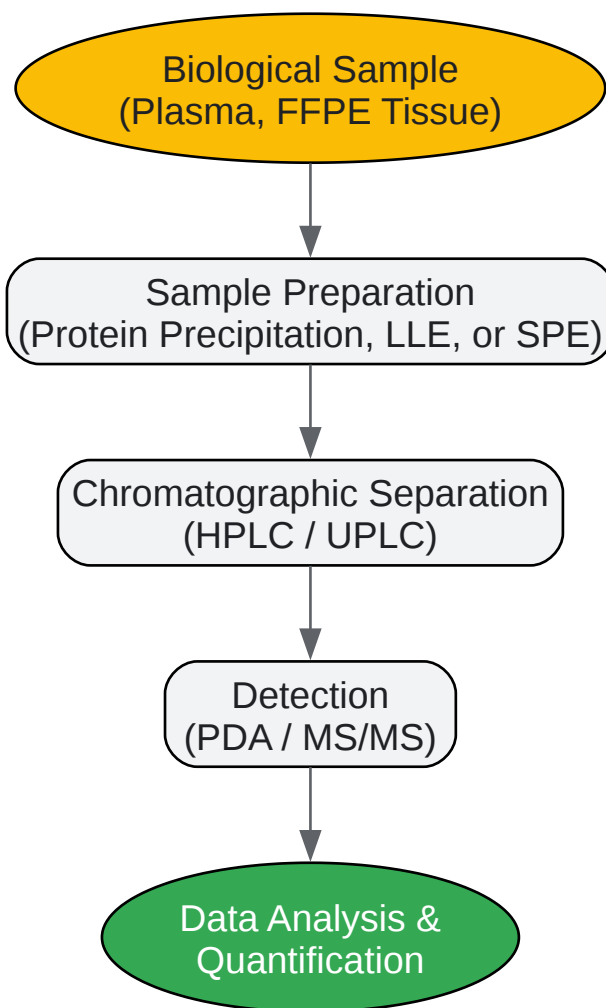 Biological Sample
(Plasma, FFPE Tissue)
Sample Preparation
(Protein Precipitation, LLE, or SPE)
Chromatographic Separation
(HPLC / UPLC)
Detection
(PDA / MS/MS)
Data Analysis &
Quantification